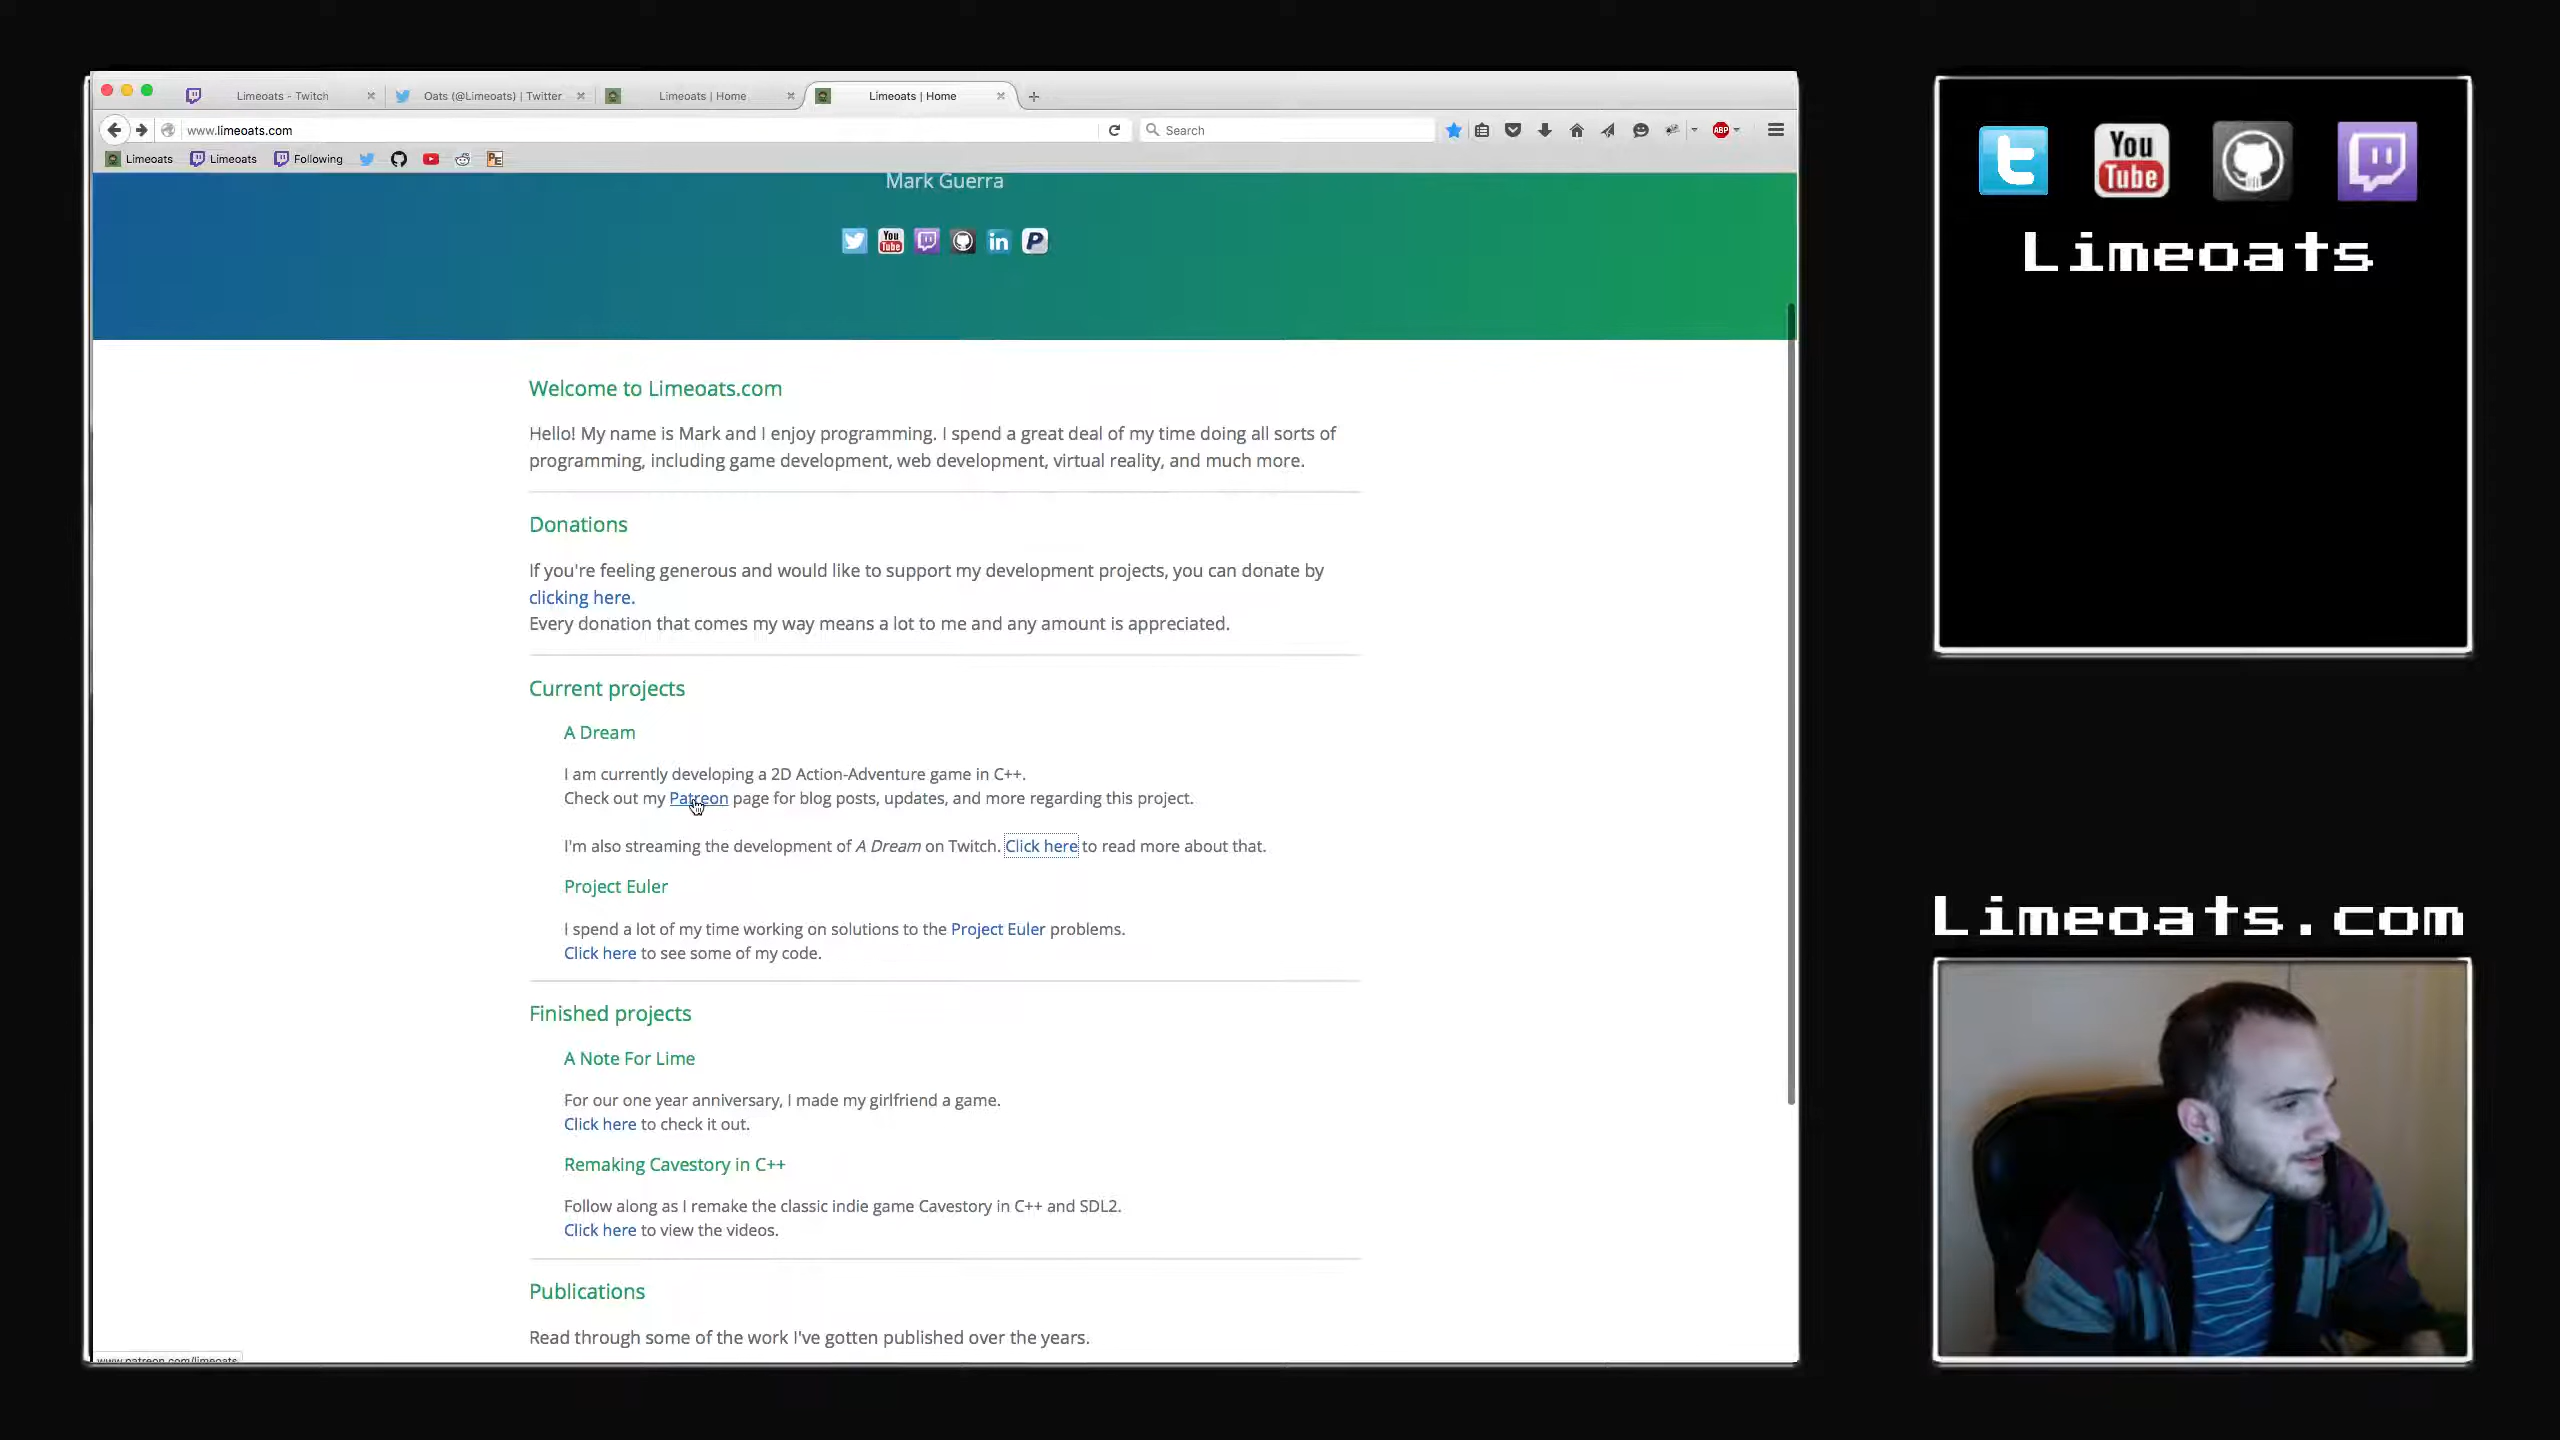 Limeoats - Twitch
Oats (@Limeoats) | Twitter
Limeoats | Home
Limeoats | Home
www.limeoats.com
Search
ABP
Limeoats
Limeoats
Following
PE
Mark Guerra
You Tube
in
Welcome to Limeoats.com
Hello! My name is Mark and I enjoy programming. I spend a great deal of my time doing all sorts of
programming, including game development, web development, virtual reality, and much more.
Donations
If you're feeling generous and would like to support my development projects, you can donate by
clicking here.
Every donation that comes my way means a lot to me and any amount is appreciated.
Current projects
A Dream
I am currently developing a 2D Action-Adventure game in C++.
Check out my Patreon page for blog posts, updates, and more regarding this project.
I'm also streaming the development of A Dream on Twitch. Click here to read more about that.
Project Euler
I spend a lot of my time working on solutions to the Project Euler problems.
Click here to see some of my code.
Finished projects
A Note For Lime
For our one year anniversary, I made my girlfriend a game.
Click here to check it out.
Remaking Cavestory in C++
Follow along as I remake the classic indie game Cavestory in C++ and SDL2.
Click here to view the videos.
Publications
Read through some of the work I've gotten published over the years.
www.patreon.com/limeoats
You
Tube
Limeoats
Limeoats.com